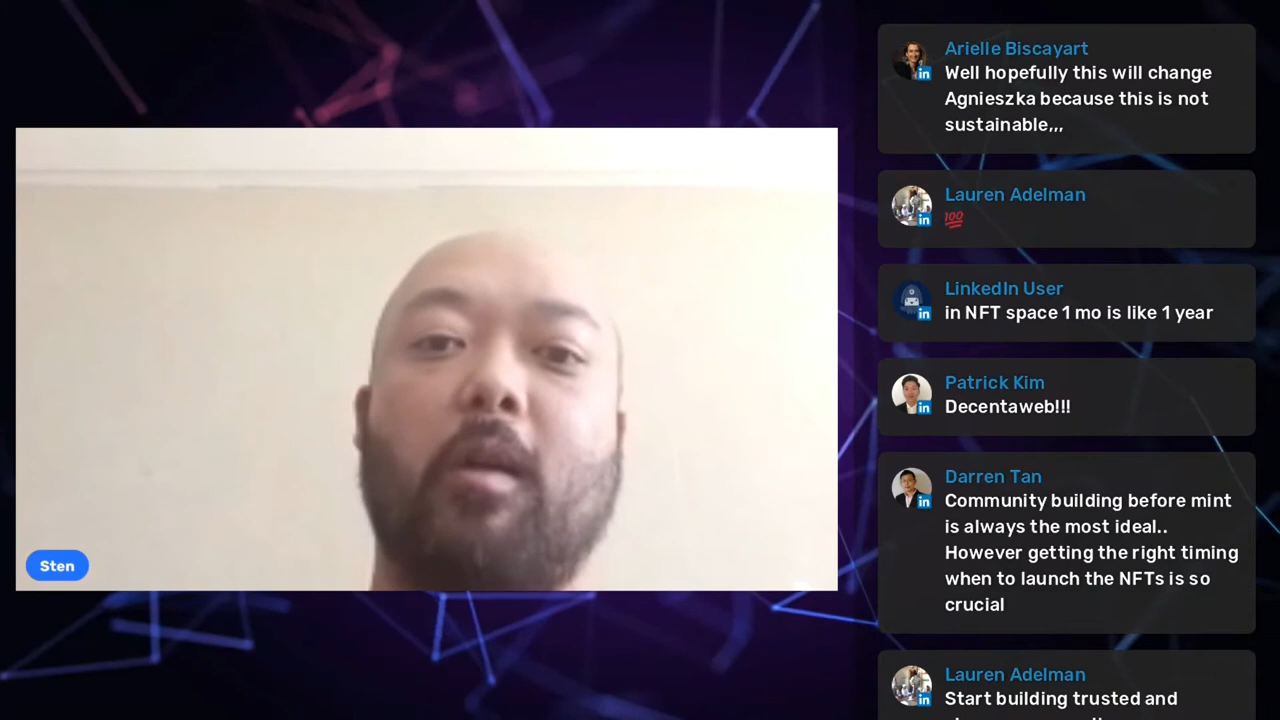 Sten
Arielle Biscayart
Well hopefully this will change
Agnieszka because this is not
sustainable,,,
Lauren Adelman
💯
LinkedIn User
in NFT space 1 mo is like 1 year
Patrick Kim
Decentaweb!!!
Darren Tan
Community building before mint
is always the most ideal..
However getting the right timing
when to launch the NFTs is so
crucial
Lauren Adelman
Start building trusted and